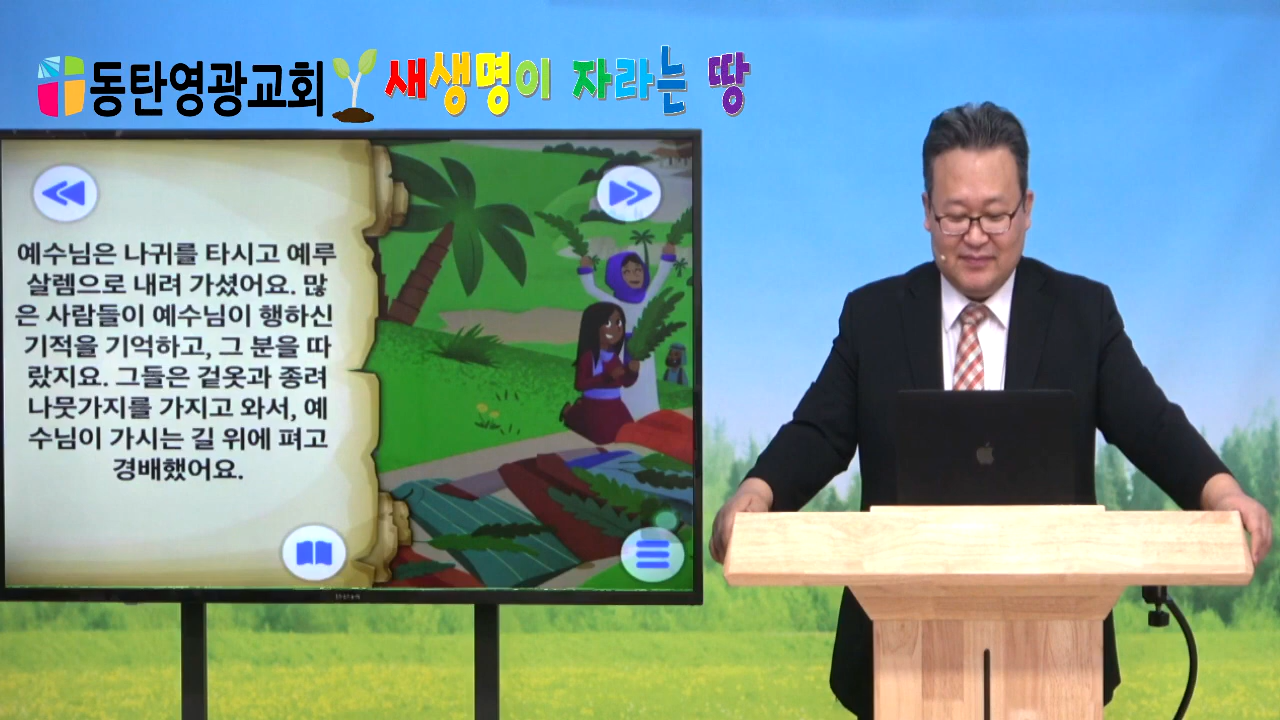 동탄영광교회 새생명이 자라는 땅
예수님은 나귀를 타시고 예루
살렘으로 내려 가셨어요. 많
은 사람들이 예수님이 행하신
기적을 기억하고, 그 분을 따
랐지요. 그들은 겉옷과 종려
나뭇가지를 가지고 와서, 예
수님이 가시는 길 위에 펴고
경배했어요.